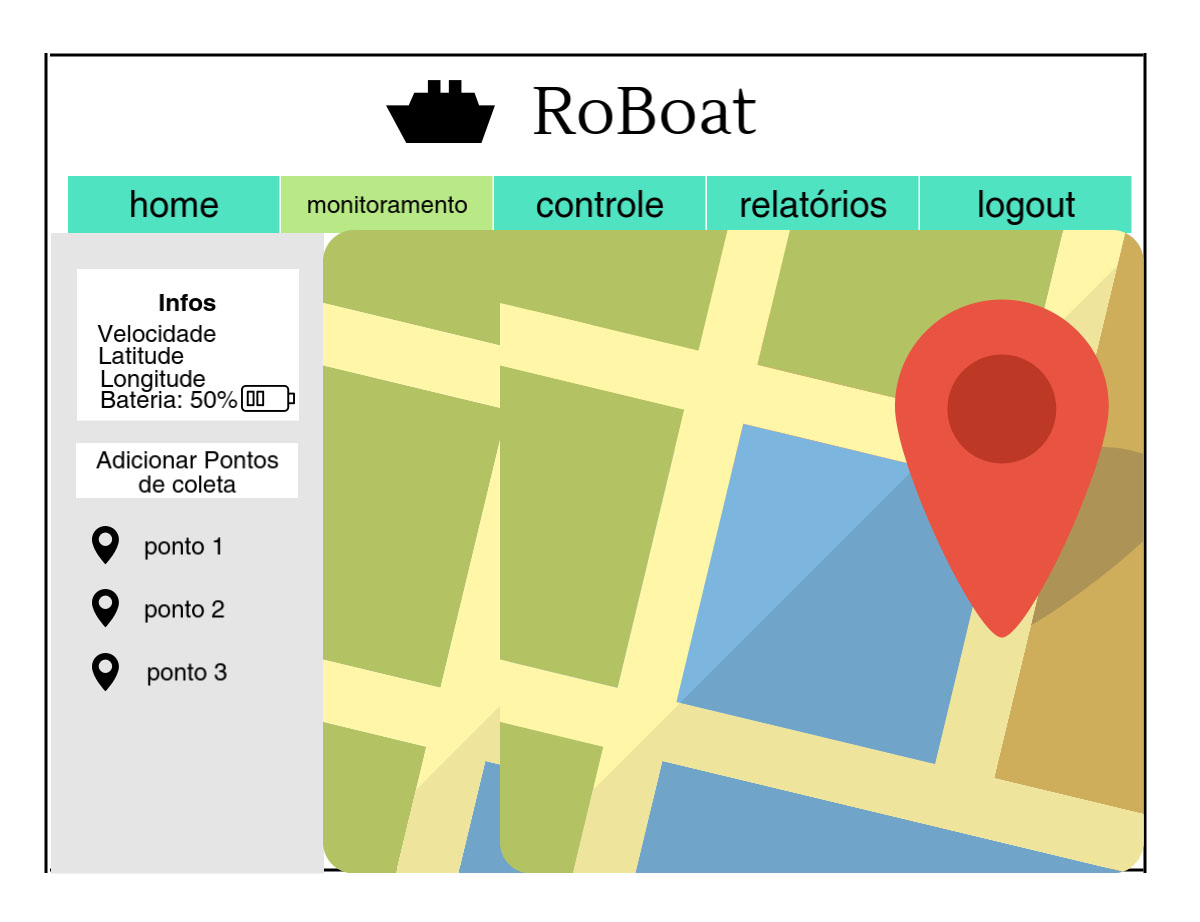 RoBoat
home
monitoramento
controle
relatórios
logout
Infos
Velocidade
Latitude
Longitude
Bateria: 50%
Adicionar Pontos
de coleta
ponto 1
ponto 2
ponto 3